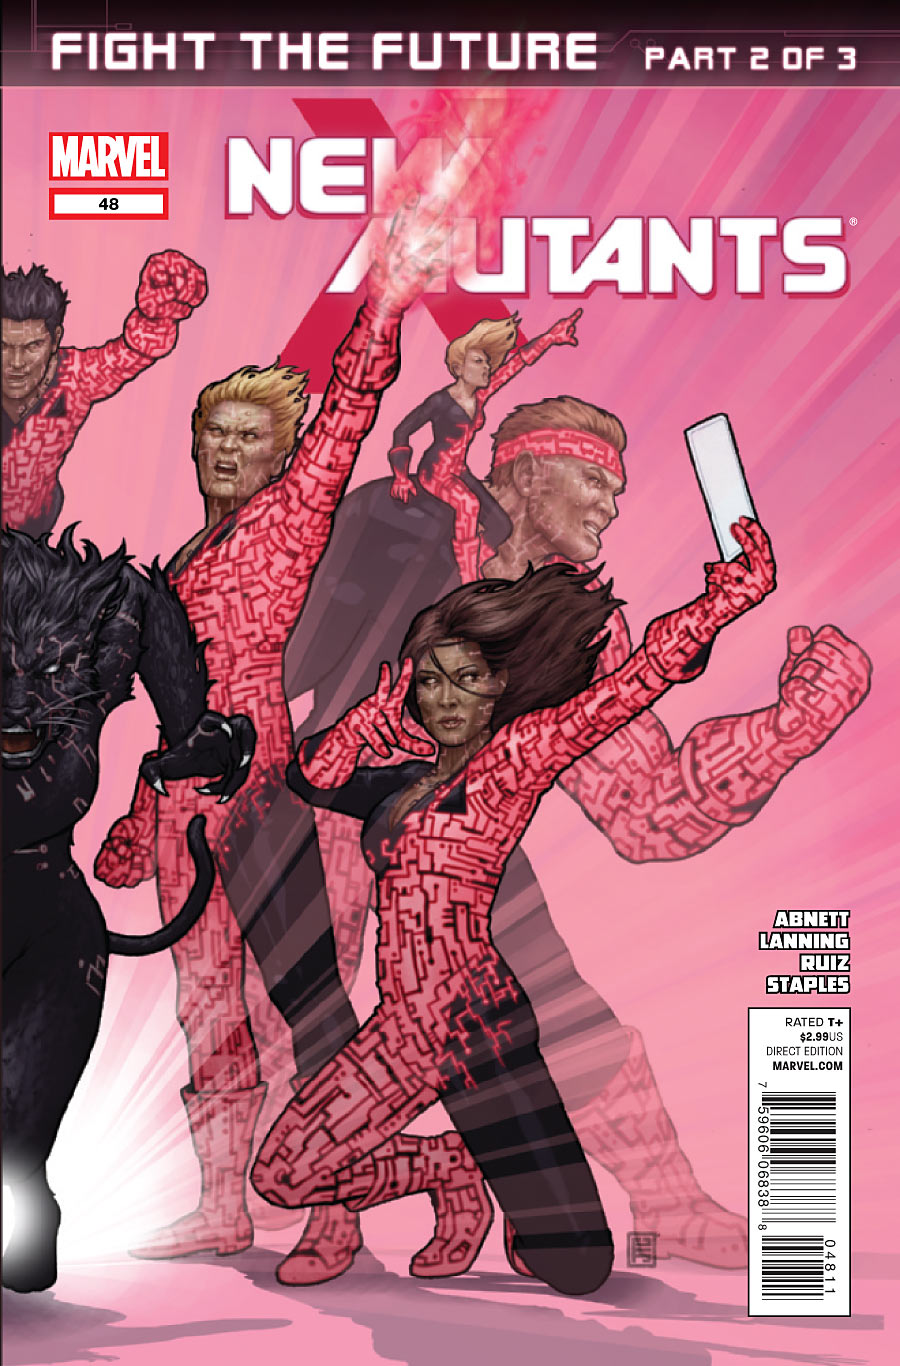 FIGHT THE FUTURE PART 2 OF 3
MARVEL
48
NEW
MUTANTS®
ABNETT
LANNING
RUIZ
STAPLES
RATED T+
$2.99US
DIRECT EDITION
MARVEL.COM
7 59606 06838 8
04811